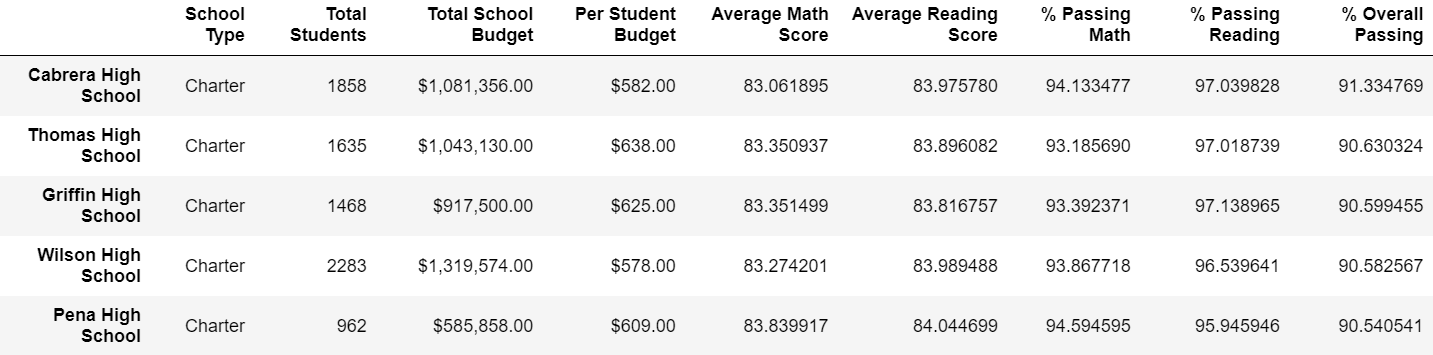 School Type Total Students Total School Budget Per Student Budget Average Math Score Average Reading Score % Passing Math % Passing Reading % Overall Passing
Cabrera High School Charter 1858 $1,081,356.00 $582.00 83.061895 83.975780 94.133477 97.039828 91.334769
Thomas High School Charter 1635 $1,043,130.00 $638.00 83.350937 83.896082 93.185690 97.018739 90.630324
Griffin High School Charter 1468 $917,500.00 $625.00 83.351499 83.816757 93.392371 97.138965 90.599455
Wilson High School Charter 2283 $1,319,574.00 $578.00 83.274201 83.989488 93.867718 96.539641 90.582567
Pena High School Charter 962 $585,858.00 $609.00 83.839917 84.044699 94.594595 95.945946 90.540541